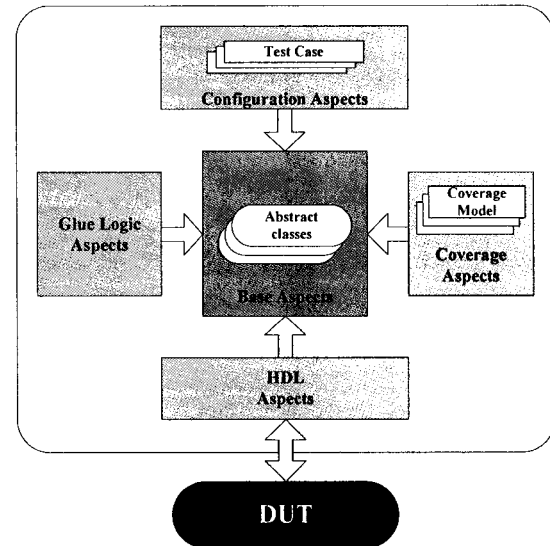 Test Case
Configuration Aspects
Glue Logic
Aspects
Abstract
classes
Base Aspects
Coverage
Model
Coverage
Aspects
HDL
Aspects
DUT